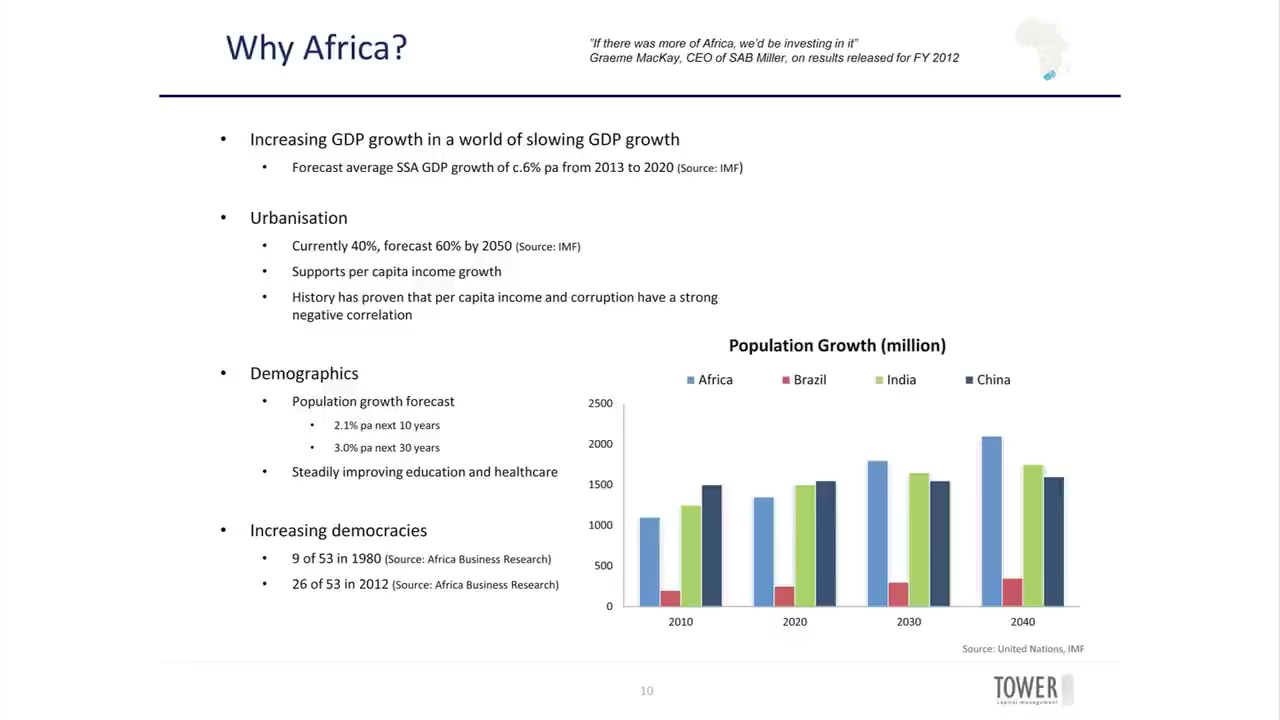 Why Africa?
"If there was more of Africa, we'd be investing in it"
Graeme MacKay, CEO of SAB Miller, on results released for FY 2012
• Increasing GDP growth in a world of slowing GDP growth
• Forecast average SSA GDP growth of c.6% pa from 2013 to 2020 (Source: IMF)
• Urbanisation
• Currently 40%, forecast 60% by 2050 (Source: IMF)
• Supports per capita income growth
• History has proven that per capita income and corruption have a strong
negative correlation
• Demographics
• Population growth forecast
• 2.1% pa next 10 years
• 3.0% pa next 30 years
• Steadily improving education and healthcare
• Increasing democracies
• 9 of 53 in 1980 (Source: Africa Business Research)
• 26 of 53 in 2012 (Source: Africa Business Research)
Population Growth (million)
Africa Brazil India China
2500
2000
1500
1000
500
0
2010 2020 2030 2040
Source: United Nations, IMF
10
TOWER
capital management